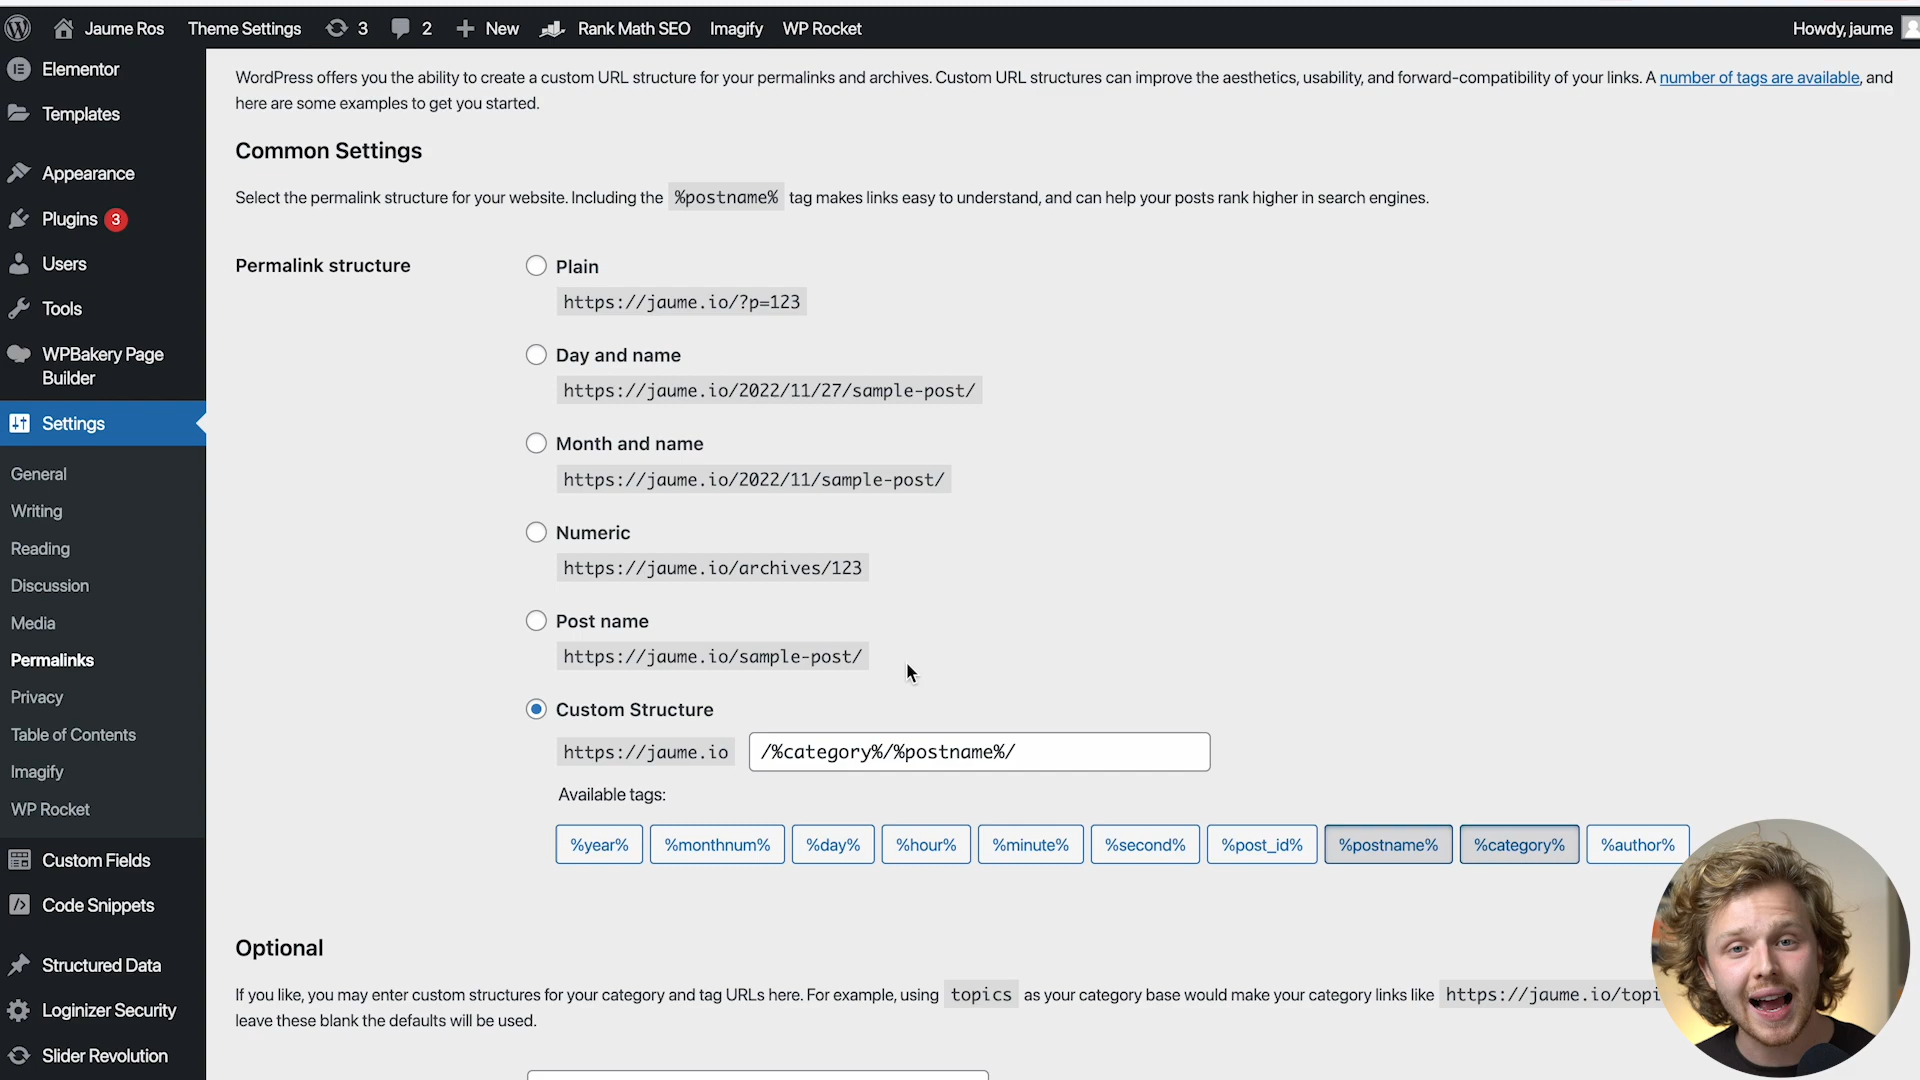 Jaume Ros Theme Settings 3 2 New Rank Math SEO Imagify WP Rocket Howdy, jaume
Elementor
Templates
Appearance
Plugins 3
Users
Tools
WPBakery Page
Builder
Settings
General
Writing
Reading
Discussion
Media
Permalinks
Privacy
Table of Contents
Imagify
WP Rocket
Custom Fields
Code Snippets
Structured Data
Loginizer Security
Slider Revolution
WordPress offers you the ability to create a custom URL structure for your permalinks and archives. Custom URL structures can improve the aesthetics, usability, and forward-compatibility of your links. A number of tags are available, and
here are some examples to get you started.
Common Settings
Select the permalink structure for your website. Including the %postname% tag makes links easy to understand, and can help your posts rank higher in search engines.
Permalink structure
Plain
https://jaume.io/?p=123
Day and name
https://jaume.io/2022/11/27/sample-post/
Month and name
https://jaume.io/2022/11/sample-post/
Numeric
https://jaume.io/archives/123
Post name
https://jaume.io/sample-post/
Custom Structure
https://jaume.io /%category%/%postname%/
Available tags:
%year% %monthnum% %day% %hour% %minute% %second% %post_id% %postname% %category% %author%
Optional
If you like, you may enter custom structures for your category and tag URLs here. For example, using topics as your category base would make your category links like https://jaume.io/topi
leave these blank the defaults will be used.